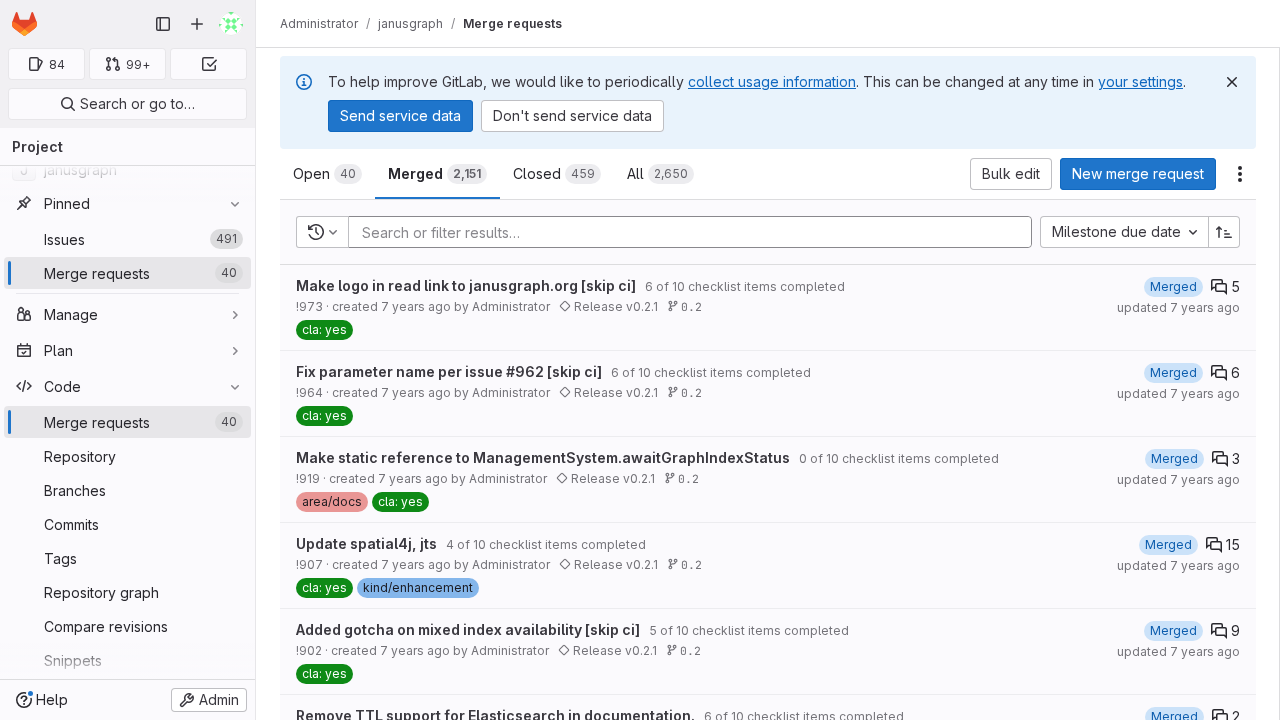 Administrator / janusgraph / Merge requests
84
99+
Search or go to…
Project
J janusgraph
Pinned
Issues 491
Merge requests 40
Manage
Plan
Code
Merge requests 40
Repository
Branches
Commits
Tags
Repository graph
Compare revisions
Snippets
Help
Admin
To help improve GitLab, we would like to periodically collect usage information. This can be changed at any time in your settings.
Send service data
Don't send service data
Open 40
Merged 2,151
Closed 459
All 2,650
Bulk edit
New merge request
Search or filter results…
Milestone due date
Make logo in read link to janusgraph.org [skip ci] 6 of 10 checklist items completed
Merged 5
!973 · created 7 years ago by Administrator Release v0.2.1 0.2
updated 7 years ago
cla: yes
Fix parameter name per issue #962 [skip ci] 6 of 10 checklist items completed
Merged 6
!964 · created 7 years ago by Administrator Release v0.2.1 0.2
updated 7 years ago
cla: yes
Make static reference to ManagementSystem.awaitGraphIndexStatus 0 of 10 checklist items completed
Merged 3
!919 · created 7 years ago by Administrator Release v0.2.1 0.2
updated 7 years ago
area/docs cla: yes
Update spatial4j, jts 4 of 10 checklist items completed
Merged 15
!907 · created 7 years ago by Administrator Release v0.2.1 0.2
updated 7 years ago
cla: yes kind/enhancement
Added gotcha on mixed index availability [skip ci] 5 of 10 checklist items completed
Merged 9
!902 · created 7 years ago by Administrator Release v0.2.1 0.2
updated 7 years ago
cla: yes
Remove TTL support for Elasticsearch in documentation. 6 of 10 checklist items completed
Merged 2